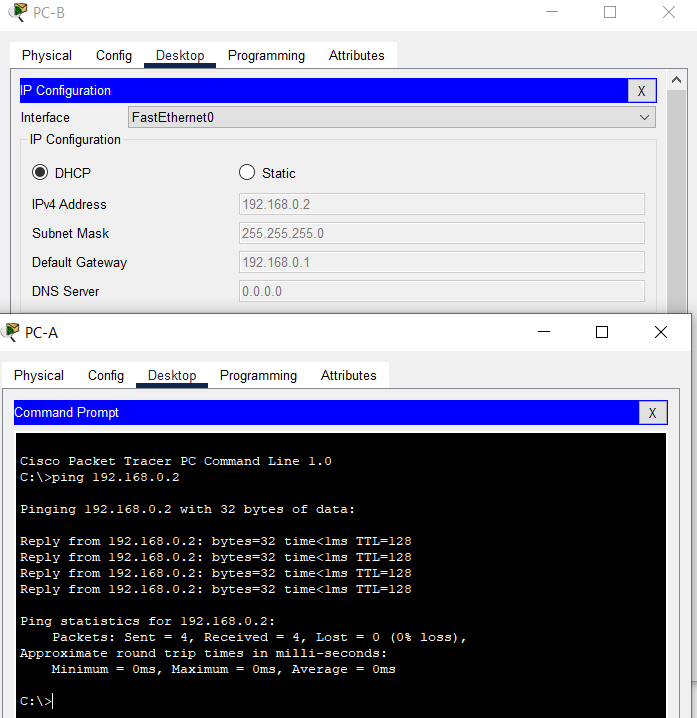 PC-B
Physical Config Desktop Programming Attributes
IP Configuration X
Interface FastEthernet0
IP Configuration
DHCP Static
IPv4 Address 192.168.0.2
Subnet Mask 255.255.255.0
Default Gateway 192.168.0.1
DNS Server 0.0.0.0
PC-A
Physical Config Desktop Programming Attributes
Command Prompt X
Cisco Packet Tracer PC Command Line 1.0
C:\>ping 192.168.0.2
Pinging 192.168.0.2 with 32 bytes of data:
Reply from 192.168.0.2: bytes=32 time<1ms TTL=128
Reply from 192.168.0.2: bytes=32 time<1ms TTL=128
Reply from 192.168.0.2: bytes=32 time<1ms TTL=128
Reply from 192.168.0.2: bytes=32 time<1ms TTL=128
Ping statistics for 192.168.0.2:
Packets: Sent = 4, Received = 4, Lost = 0 (0% loss),
Approximate round trip times in milli-seconds:
Minimum = 0ms, Maximum = 0ms, Average = 0ms
C:\>